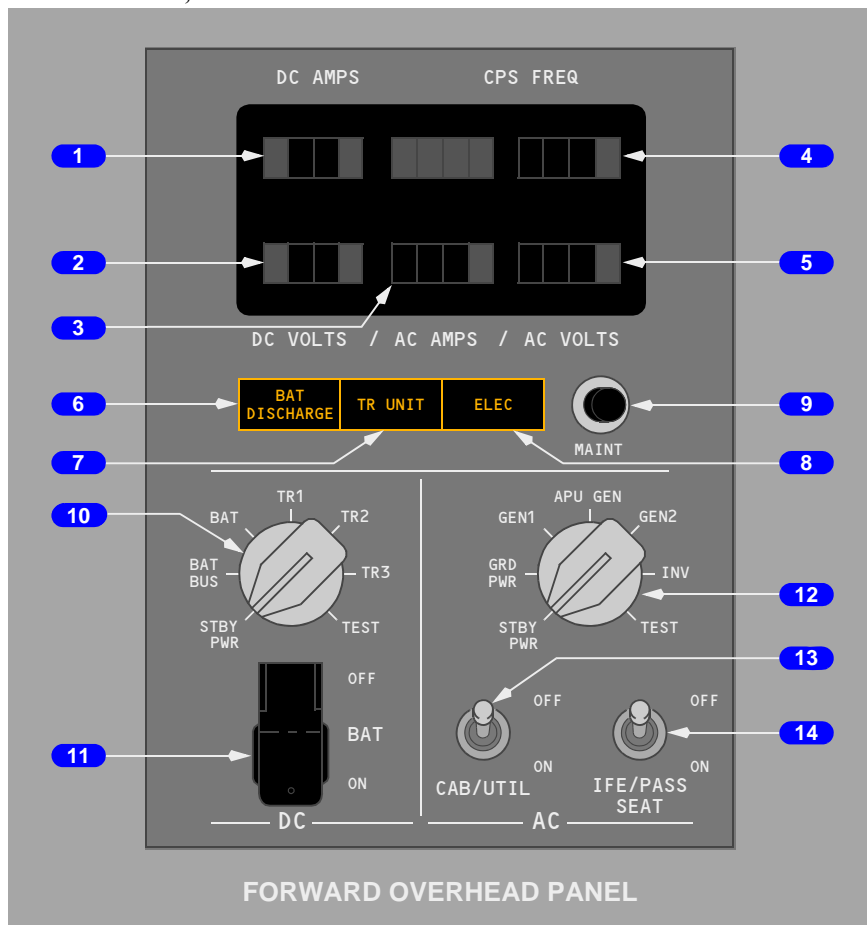 DC AMPS
CPS FREQ
1
4
2
5
3
DC VOLTS / AC AMPS / AC VOLTS
6
BAT
DISCHARGE
TR UNIT
ELEC
9
MAINT
7
8
10
BAT
BUS
BAT
TR1
TR2
TR3
STBY
PWR
TEST
GRD
PWR
GEN1
APU GEN
GEN2
INV
STBY
PWR
TEST
12
13
OFF
BAT
ON
11
OFF
ON
CAB/UTIL
OFF
ON
IFE/PASS
SEAT
14
DC
AC
FORWARD OVERHEAD PANEL